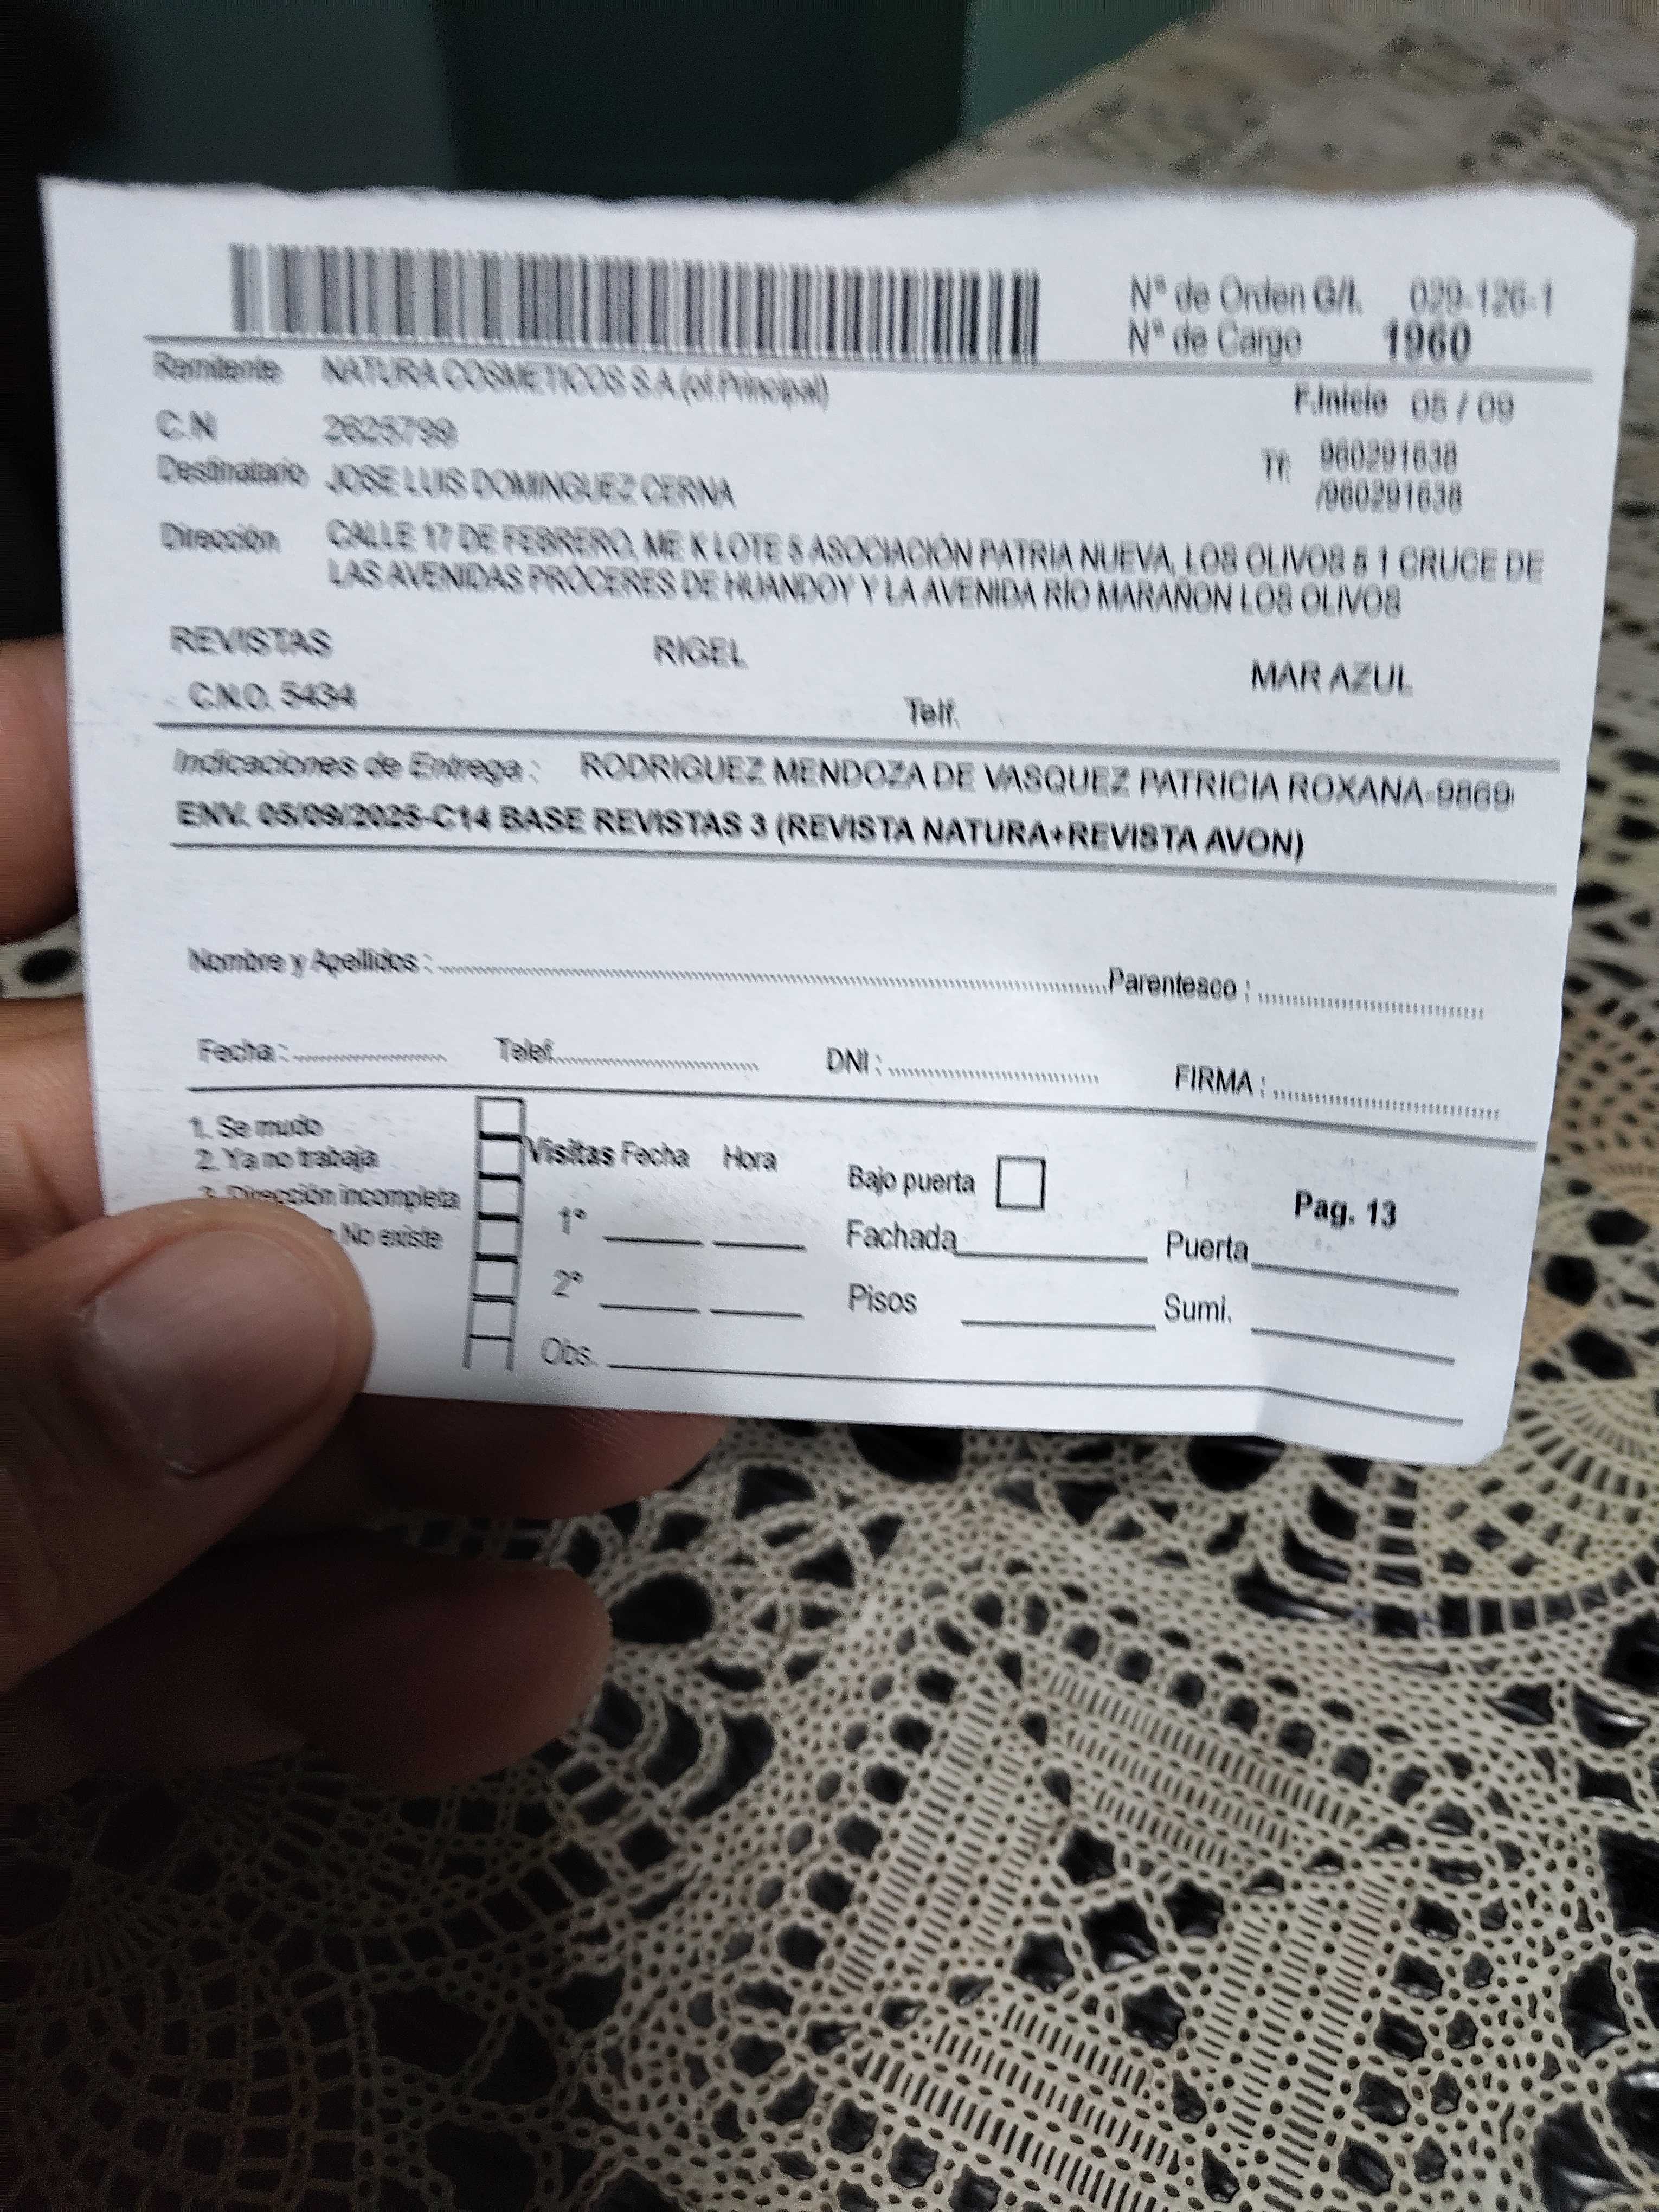 N° de Orden G/I. 029-126-1
N° de Cargo 1960
Remitente NATURA COSMETICOS S.A.(of.Principal)
F.Inicio 05 / 09
C.N 2625799
Tf: 960291638
/960291638
Destinatario JOSE LUIS DOMINGUEZ CERNA
Dirección CALLE 17 DE FEBRERO, ME K LOTE 5 ASOCIACIÓN PATRIA NUEVA, LOS OLIVOS 5 1 CRUCE DE
LAS AVENIDAS PRÓCERES DE HUANDOY Y LA AVENIDA RÍO MARAÑON LOS OLIVOS
REVISTAS RIGEL MAR AZUL
C.N.O. 5434 Telf.
Indicaciones de Entrega : RODRIGUEZ MENDOZA DE VASQUEZ PATRICIA ROXANA-9869
ENV. 05/09/2025-C14 BASE REVISTAS 3 (REVISTA NATURA+REVISTA AVON)
Nombre y Apellidos : Parentesco :
Fecha : Telef. DNI : FIRMA :
1. Se mudo
2. Ya no trabaja
3. Dirección incompleta
No existe
Visitas Fecha Hora
1°
2°
Obs.
Bajo puerta
Pag. 13
Fachada Puerta
Pisos Sumi.